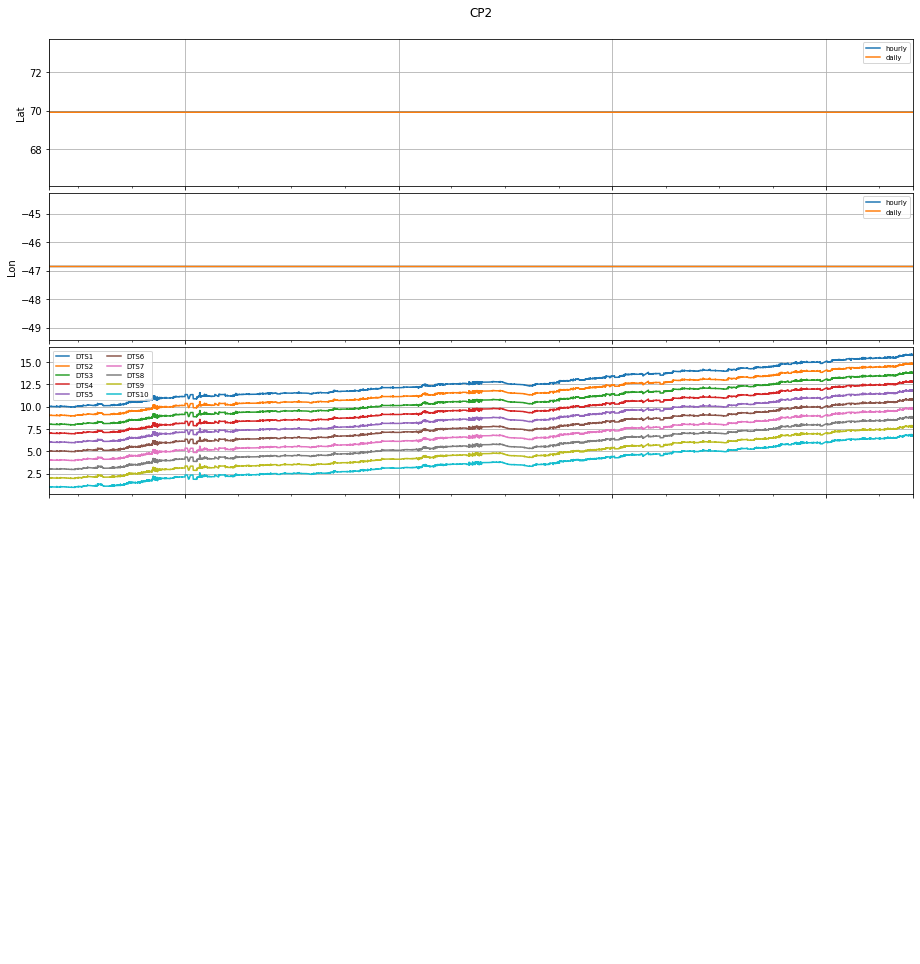 CP2
hourly
daily
72
70
68
Lat
hourly
daily
−45
−46
−47
−48
−49
Lon
DTS1 DTS6
DTS2 DTS7
DTS3 DTS8
DTS4 DTS9
DTS5 DTS10
15.0
12.5
10.0
7.5
5.0
2.5